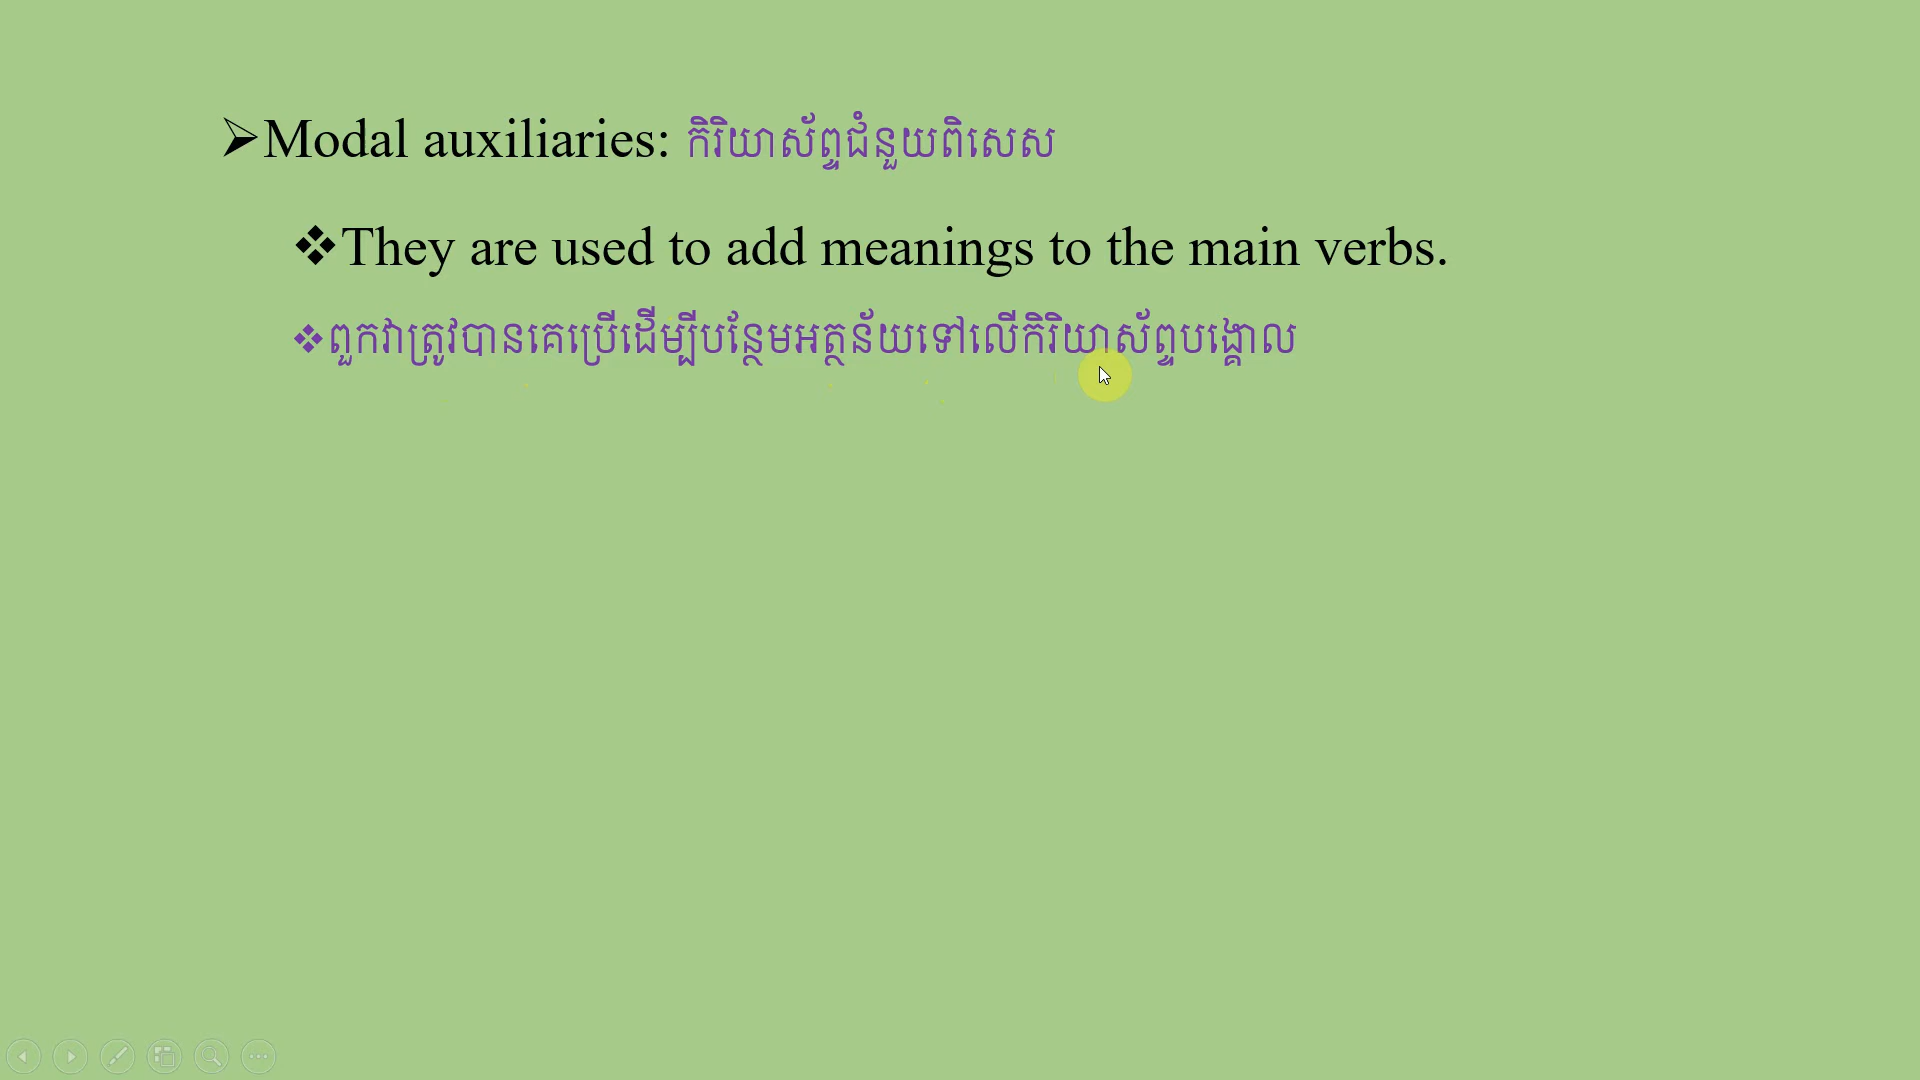 ➢Modal auxiliaries: កិរិយាស័ព្ទជំនួយពិសេស
❖They are used to add meanings to the main verbs.
❖ពួកវាត្រូវបានគេប្រើដើម្បីបន្ថែមអត្ថន័យទៅលើកិរិយាស័ព្ទបង្គោល